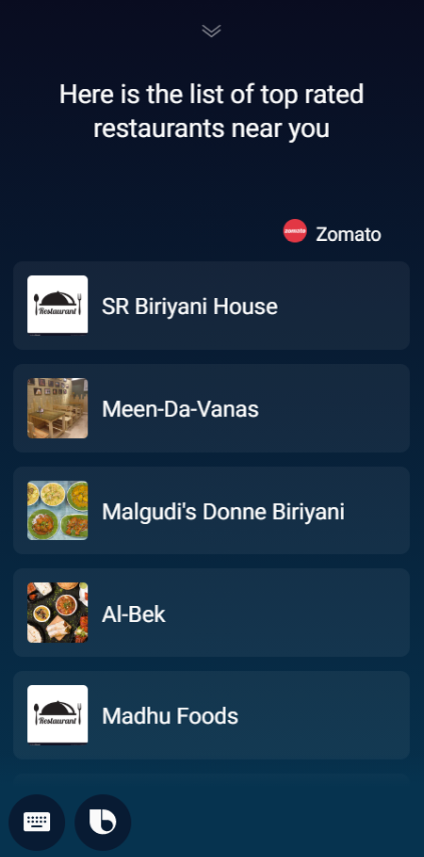 Here is the list of top rated
restaurants near you
zomato
Zomato
Restaurant
SR Biriyani House
Meen-Da-Vanas
Malgudi's Donne Biriyani
Al-Bek
Restaurant
Madhu Foods